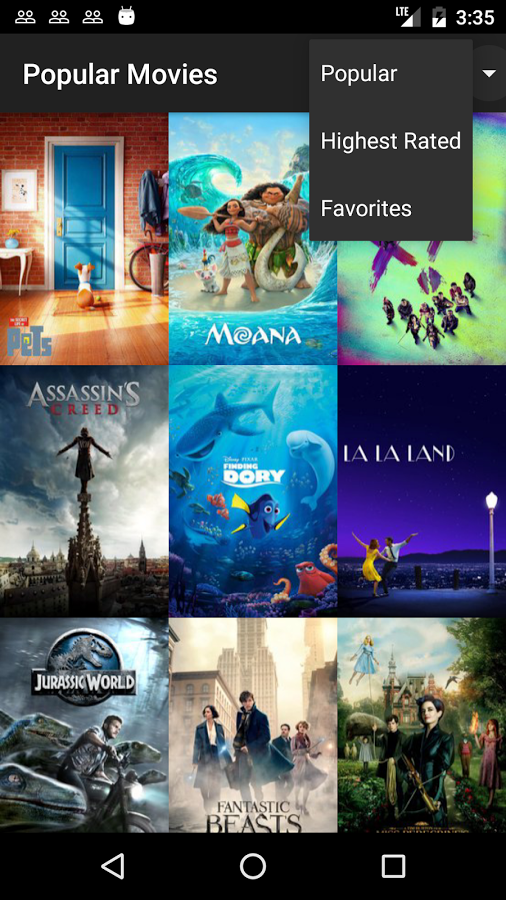 LTE
3:35
Popular Movies
Popular
Highest Rated
Favorites
THE SECRET LIFE OF
PETS
MOANA
ASSASSIN'S
CREED
Disney PIXAR
FINDING
DORY
LA LA LAND
JURASSIC WORLD
FANTASTIC
BEASTS